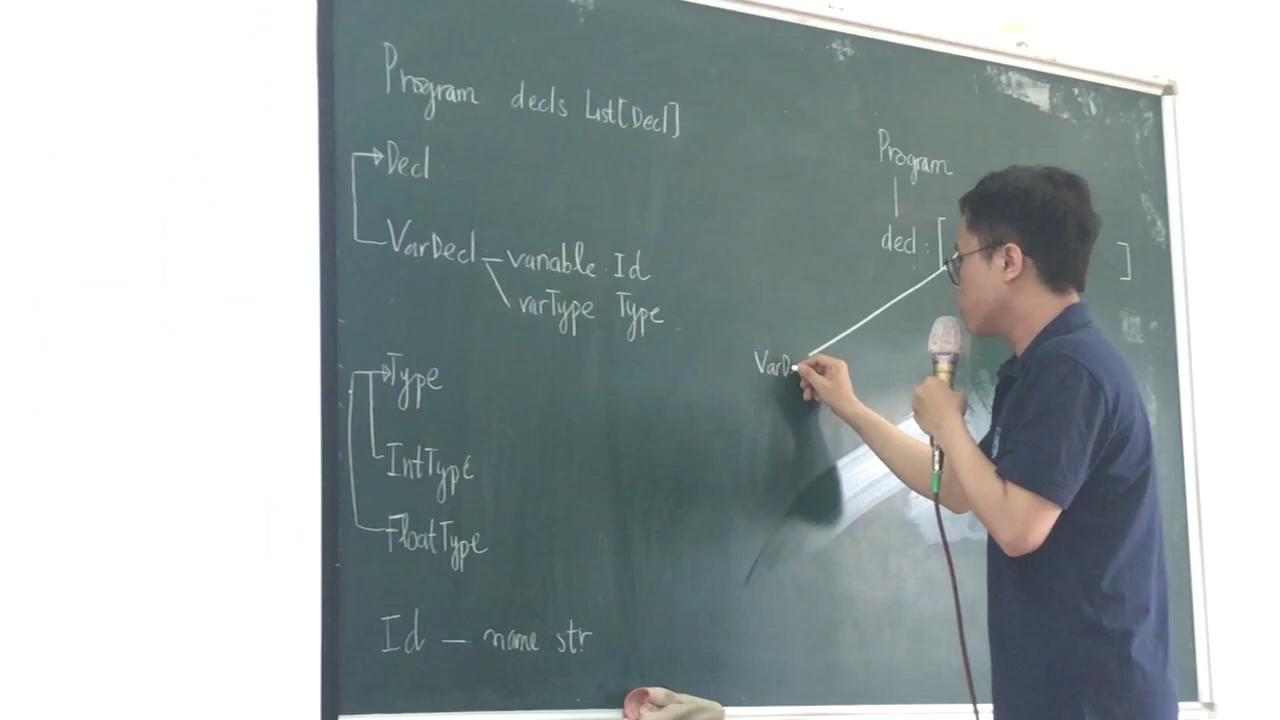 Program decls List[Decl]
Decl
VarDecl variable Id
varType Type
Type
IntType
FloatType
Id — name str
Program
decl : [ ]
VarD